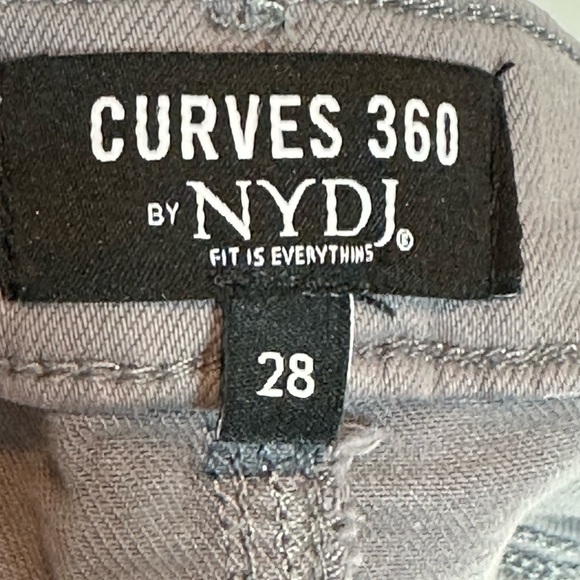 CURVES 360
BY NYDJ®
FIT IS EVERYTHING
28